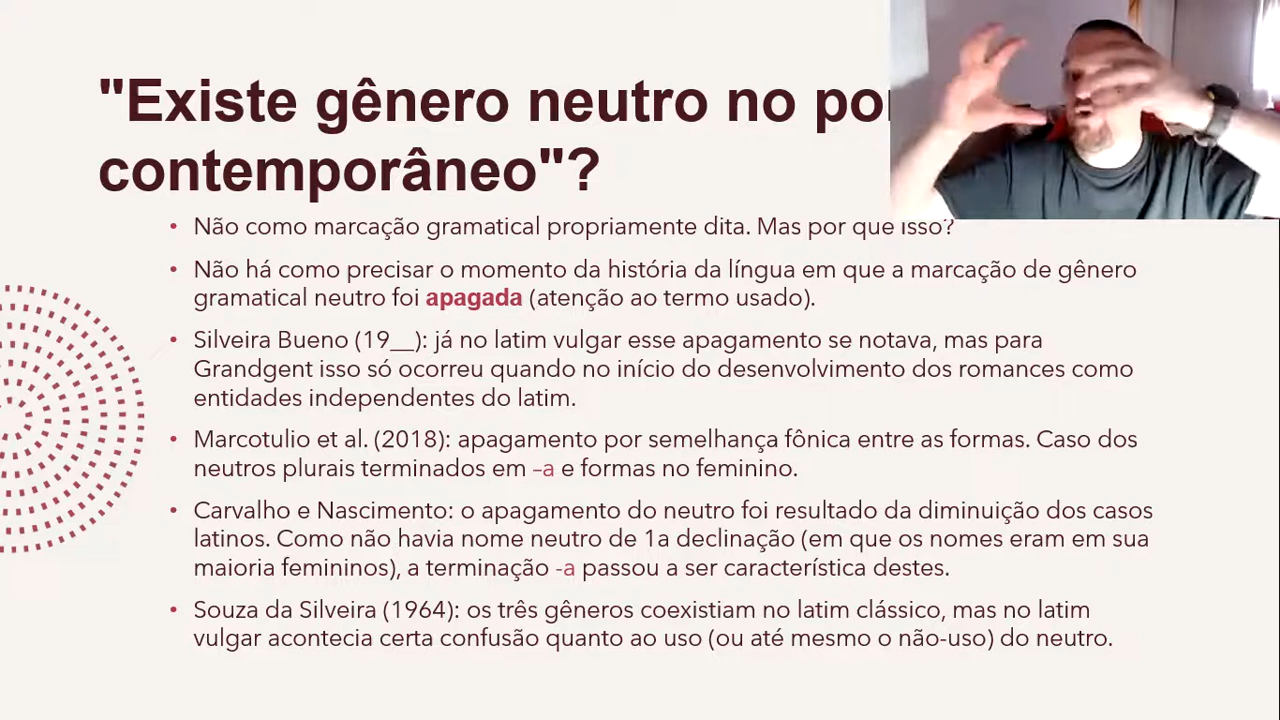 "Existe gênero neutro no po
contemporâneo"?
• Não como marcação gramatical propriamente dita. Mas por que isso?
• Não há como precisar o momento da história da língua em que a marcação de gênero
gramatical neutro foi apagada (atenção ao termo usado).
• Silveira Bueno (19__): já no latim vulgar esse apagamento se notava, mas para
Grandgent isso só ocorreu quando no início do desenvolvimento dos romances como
entidades independentes do latim.
• Marcotulio et al. (2018): apagamento por semelhança fônica entre as formas. Caso dos
neutros plurais terminados em –a e formas no feminino.
• Carvalho e Nascimento: o apagamento do neutro foi resultado da diminuição dos casos
latinos. Como não havia nome neutro de 1a declinação (em que os nomes eram em sua
maioria femininos), a terminação -a passou a ser característica destes.
• Souza da Silveira (1964): os três gêneros coexistiam no latim clássico, mas no latim
vulgar acontecia certa confusão quanto ao uso (ou até mesmo o não-uso) do neutro.